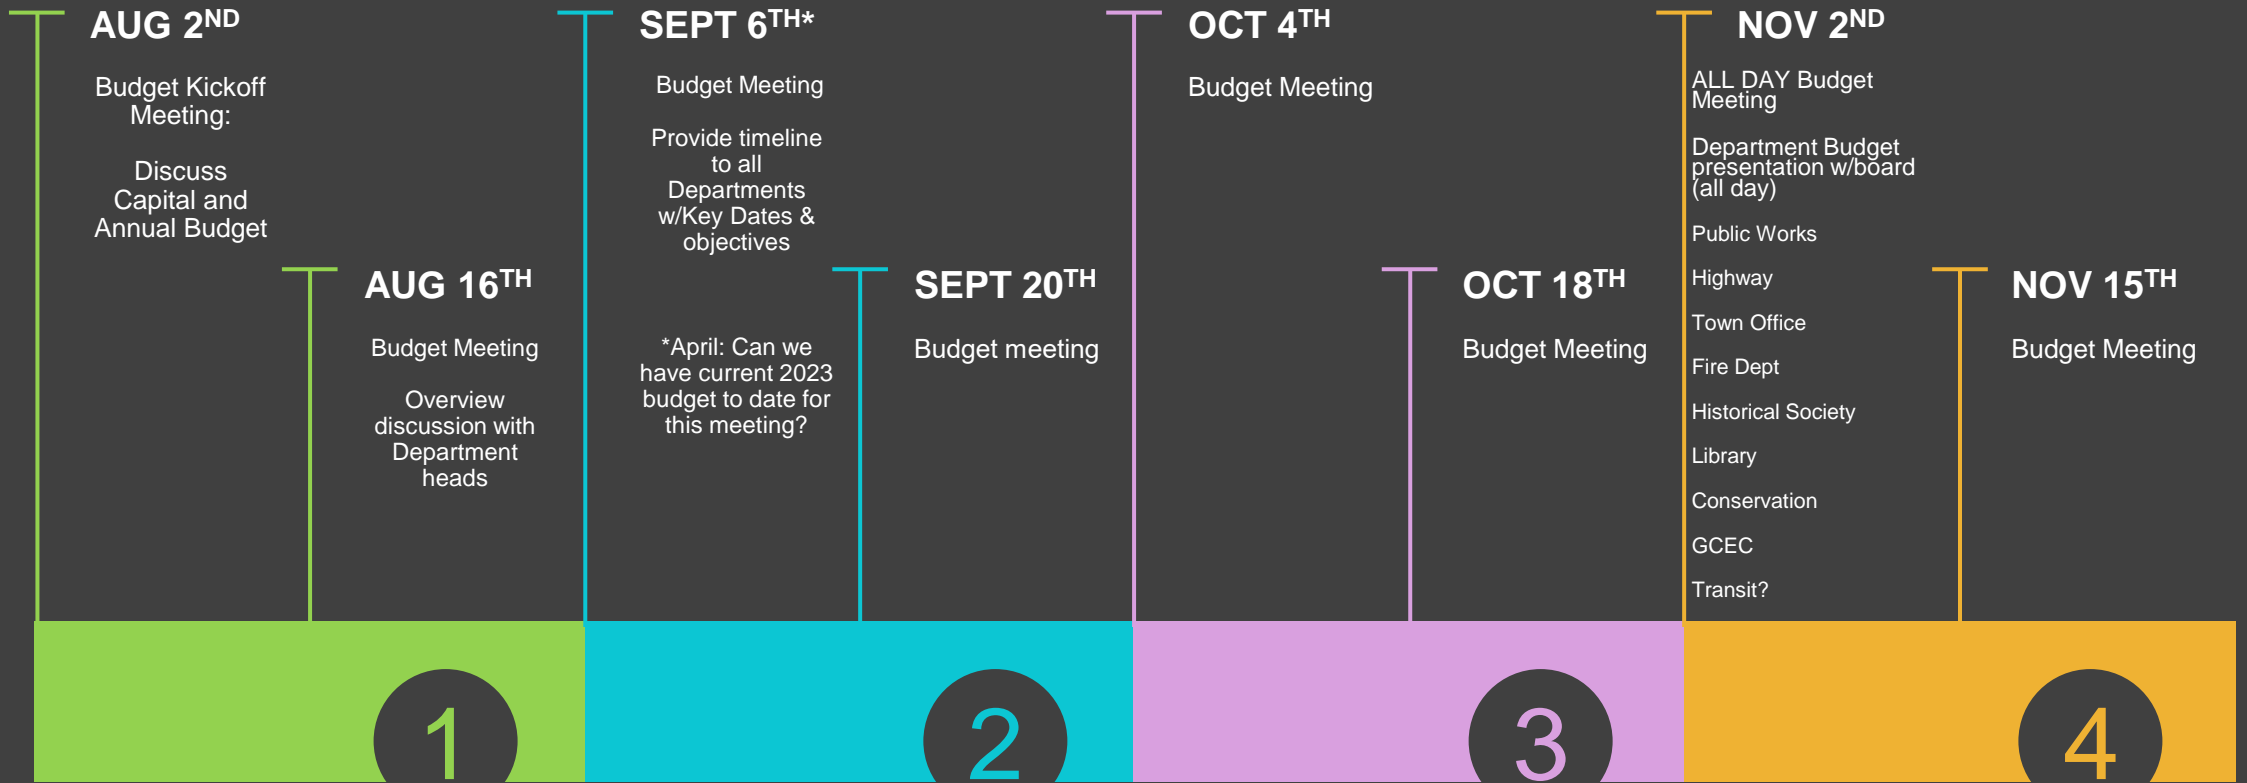 AUG 2ND
Budget Kickoff
Meeting:
Discuss
Capital and
Annual Budget
AUG 16TH
Budget Meeting
Overview
discussion with
Department
heads
SEPT 6TH*
Budget Meeting
Provide timeline
to all
Departments
w/Key Dates &
objectives
*April: Can we
have current 2023
budget to date for
this meeting?
SEPT 20TH
Budget meeting
OCT 4TH
Budget Meeting
OCT 18TH
Budget Meeting
NOV 2ND
ALL DAY Budget
Meeting
Department Budget
presentation w/board
(all day)
Public Works
Highway
Town Office
Fire Dept
Historical Society
Library
Conservation
GCEC
Transit?
NOV 15TH
Budget Meeting
1
2
3
4